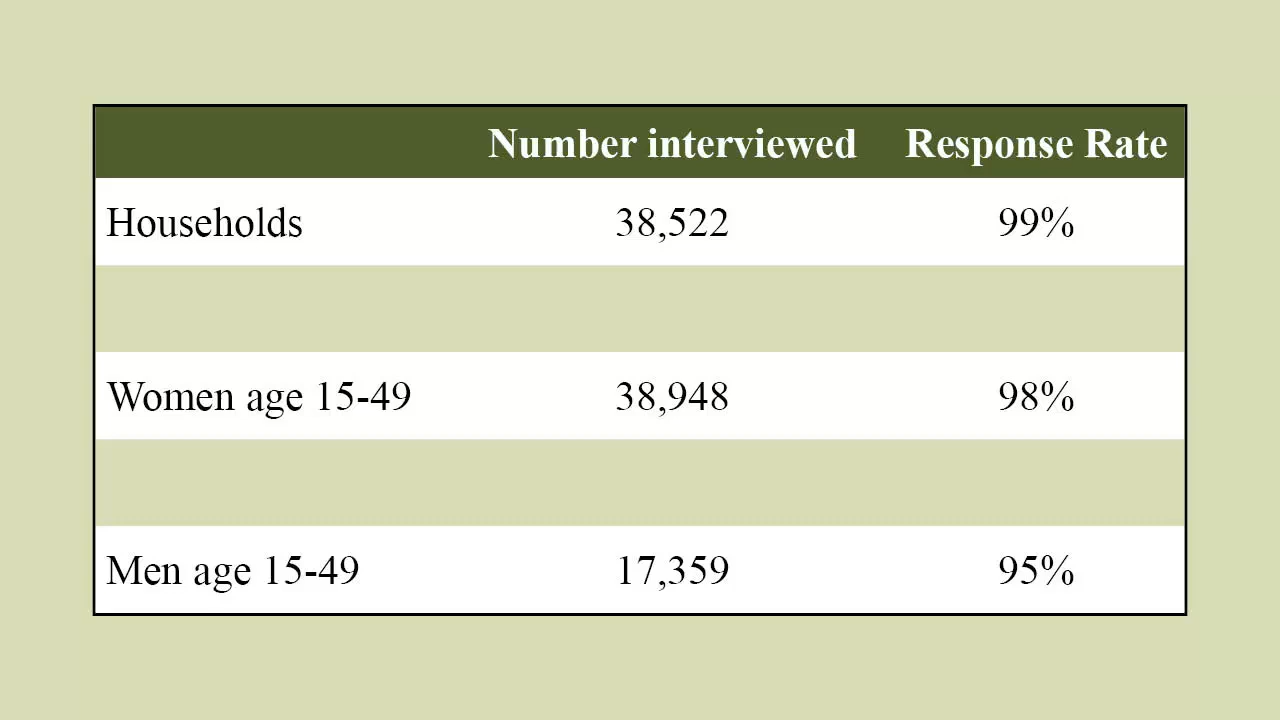 Number interviewed Response Rate
Households 38,522 99%
Women age 15-49 38,948 98%
Men age 15-49 17,359 95%